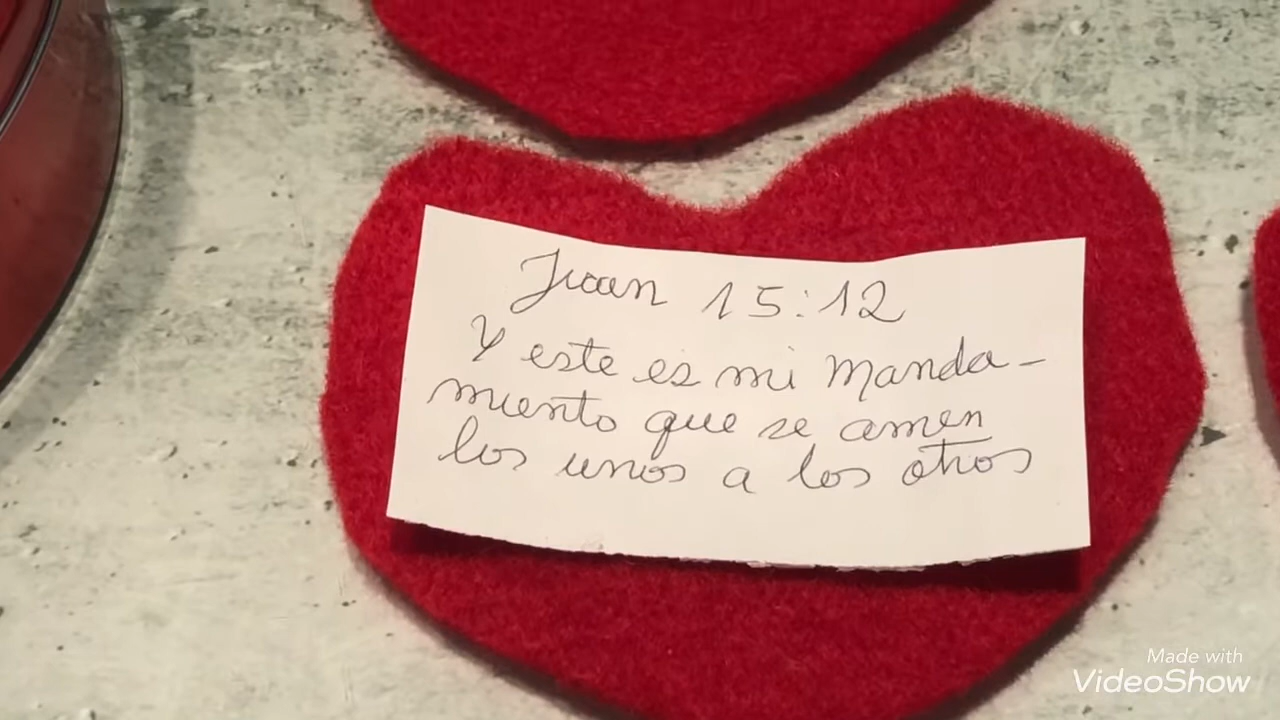 Juan 15:12
Y este es mi manda-
miento que se amen
los unos a los otros
Made with
VideoShow